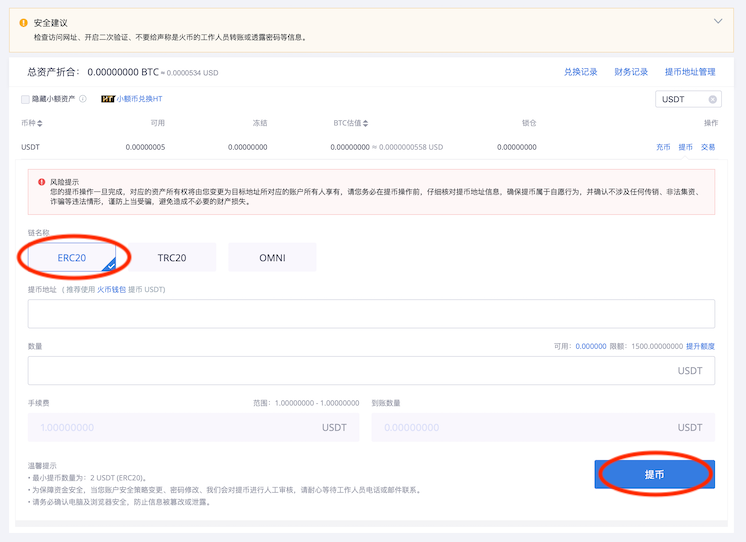 安全建议
检查访问网址、开启二次验证、不要给声称是火币的工作人员转账或透露密码等信息。
总资产折合： 0.00000000 BTC ≈ 0.0000534 USD 兑换记录 财务记录 提币地址管理
隐藏小额资产 HT 小额币兑换HT USDT
币种 可用 冻结 BTC估值 锁仓 操作
USDT 0.00000005 0.00000000 0.00000000 ≈ 0.0000000558 USD 0.00000000 充币 提币 交易
风险提示
您的提币操作一旦完成，对应的资产所有权将由您变更为目标地址所对应的账户所有人享有，请您务必在提币操作前，仔细核对提币地址信息，确保提币属于自愿行为，并确认不涉及任何传销、非法集资、
诈骗等违法情形，谨防上当受骗，避免造成不必要的财产损失。
链名称
ERC20 TRC20 OMNI
提币地址 （ 推荐使用 火币钱包 提币 USDT)
数量 可用： 0.000000 限额： 1500.00000000 提升额度
USDT
手续费 范围： 1.00000000 - 1.00000000 到账数量
1.00000000 USDT 0.00000000 USDT
温馨提示
• 最小提币数量为：2 USDT (ERC20)。
• 为保障资金安全，当您账户安全策略变更、密码修改、我们会对提币进行人工审核，请耐心等待工作人员电话或邮件联系。
• 请务必确认电脑及浏览器安全，防止信息被篡改或泄露。
提币